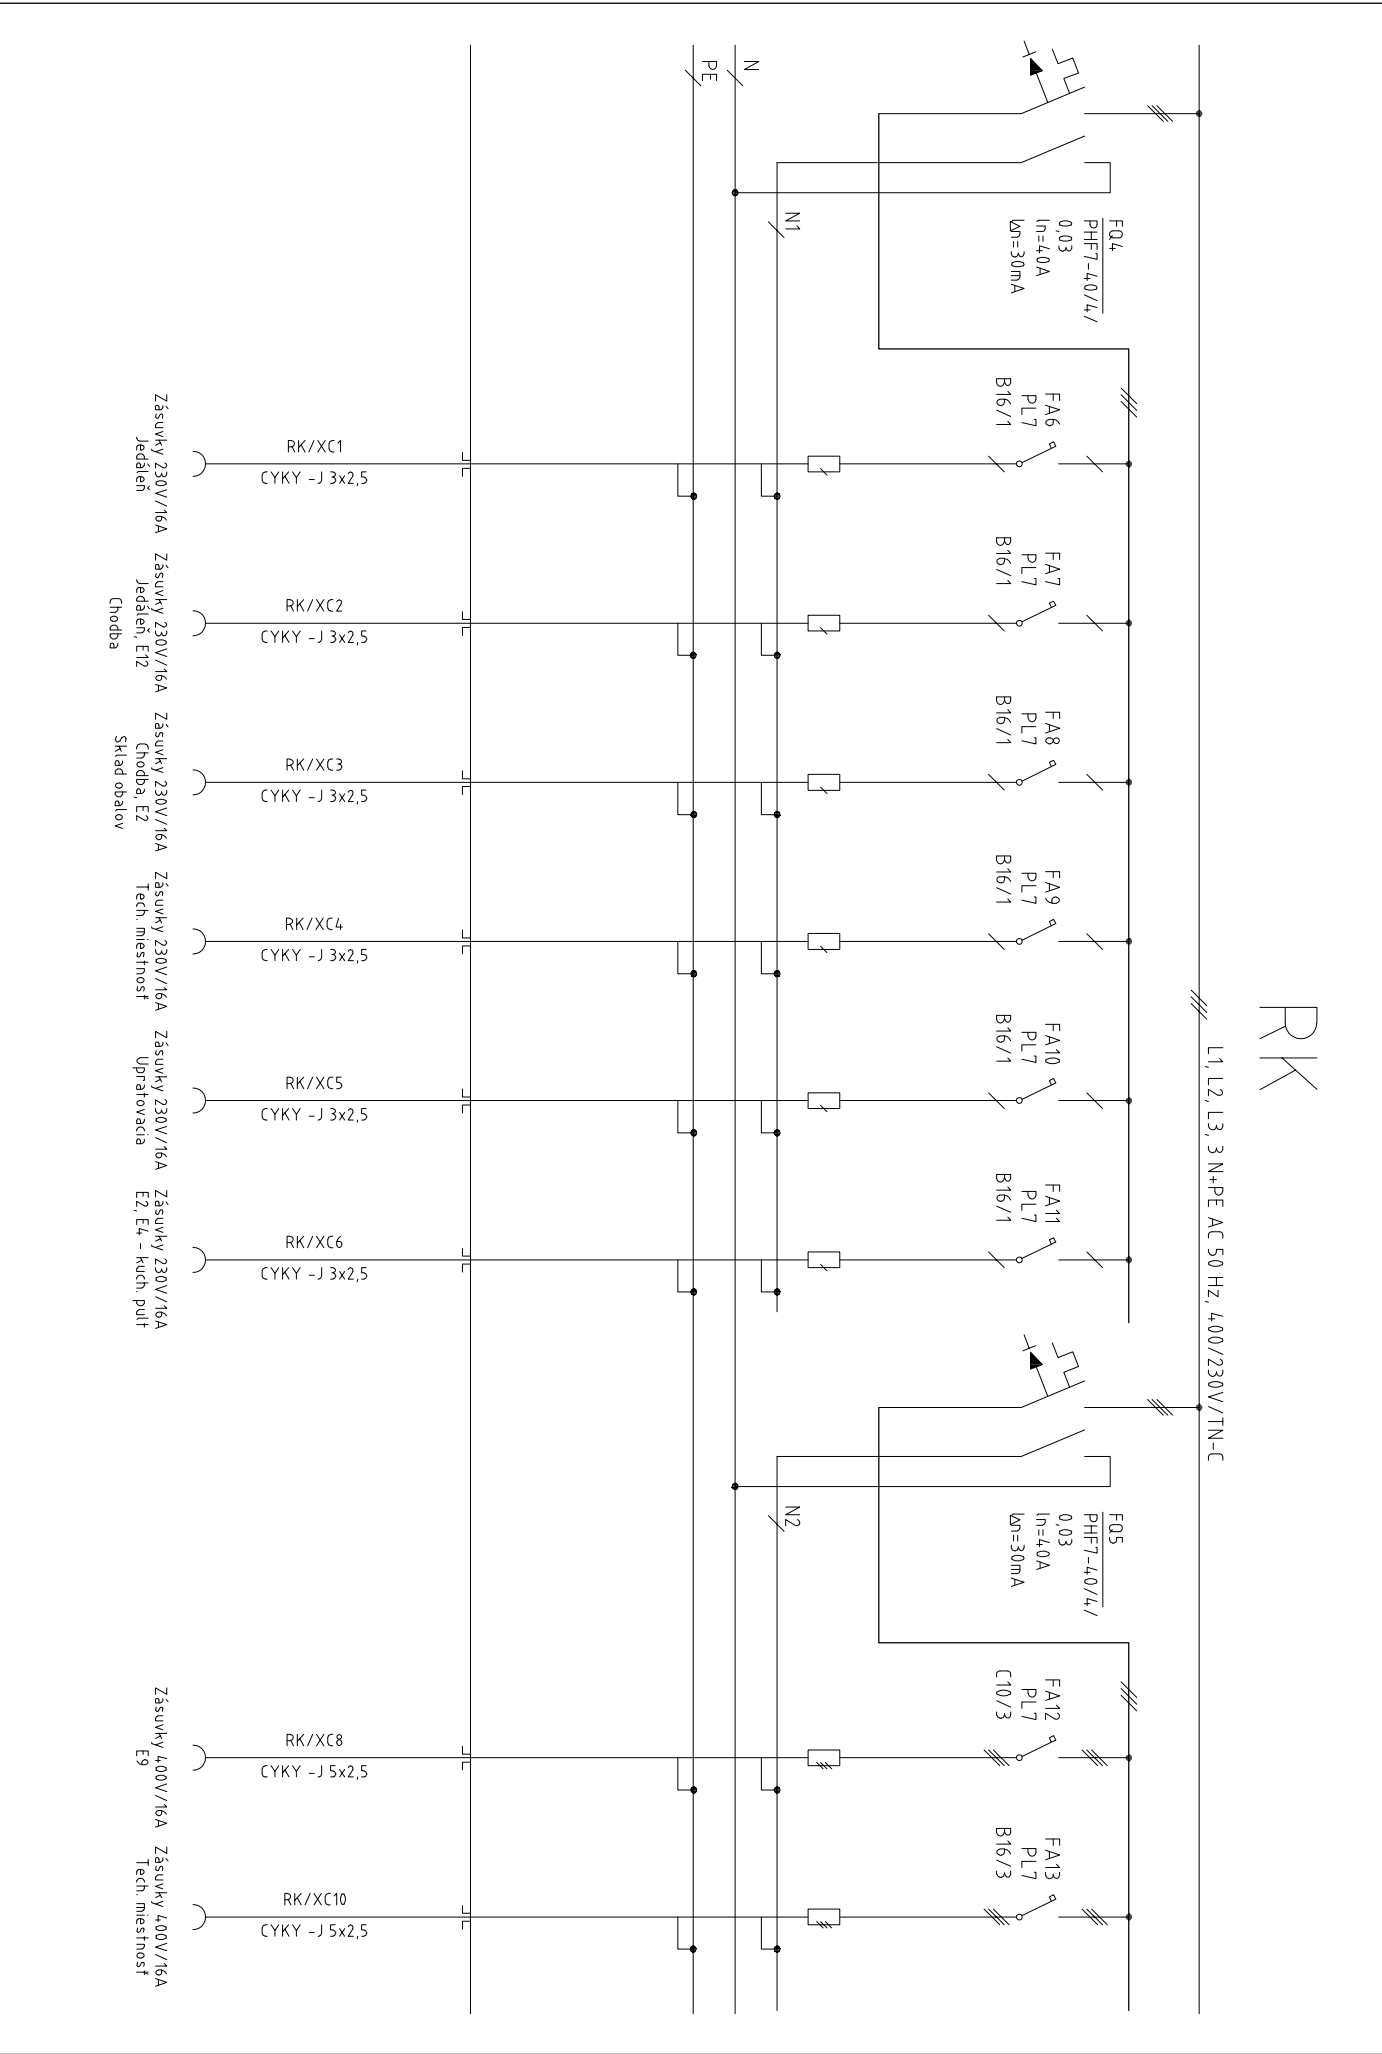 RK
L1, L2, L3, 3 N+PE AC 50 Hz, 400/230V/TN-C
FQ4
PHF7-40/4/
0,03
In=40A
IΔn=30mA
N
PE
N1
FA6
PL7
B16/1
FA7
PL7
B16/1
FA8
PL7
B16/1
FA9
PL7
B16/1
FA10
PL7
B16/1
FA11
PL7
B16/1
FQ5
PHF7-40/4/
0,03
In=40A
IΔn=30mA
N2
FA12
PL7
C10/3
FA13
PL7
B16/3
RK/XC1
CYKY -J 3x2,5
RK/XC2
CYKY -J 3x2,5
RK/XC3
CYKY -J 3x2,5
RK/XC4
CYKY -J 3x2,5
RK/XC5
CYKY -J 3x2,5
RK/XC6
CYKY -J 3x2,5
RK/XC8
CYKY -J 5x2,5
RK/XC10
CYKY -J 5x2,5
Zásuvky 230V/16A
Jedáleň
Zásuvky 230V/16A
Jedáleň, E12
Chodba
Zásuvky 230V/16A
Chodba, E2
Sklad obalov
Zásuvky 230V/16A
Tech. miestnosť
Zásuvky 230V/16A
Upratovacia
Zásuvky 230V/16A
E2, E4 - kuch. pult
Zásuvky 400V/16A
E9
Zásuvky 400V/16A
Tech. miestnosť